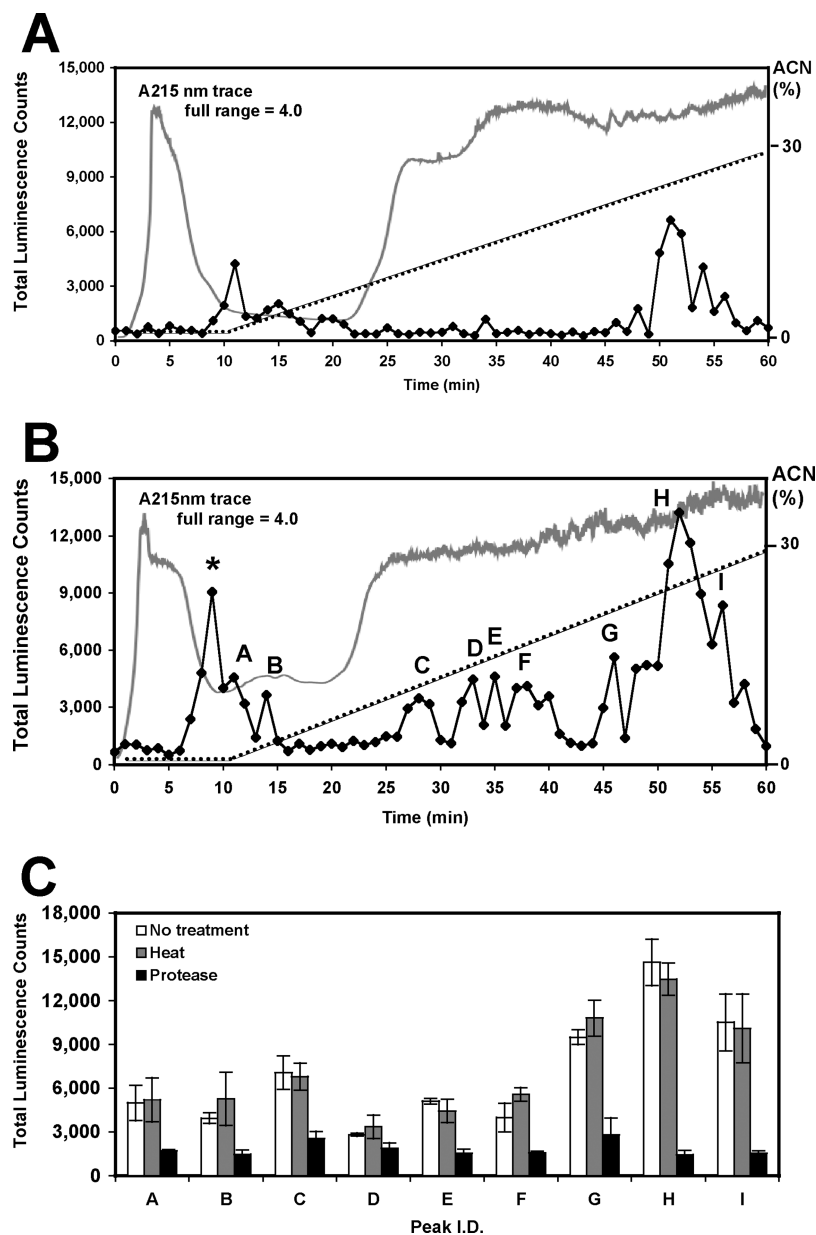 A
15,000
12,000
9,000
6,000
3,000
0
Total Luminescence Counts
A215 nm trace
full range = 4.0
ACN
(%)
30
0
0 5 10 15 20 25 30 35 40 45 50 55 60
Time (min)
B
15,000
12,000
9,000
6,000
3,000
0
Total Luminescence Counts
A215nm trace
full range = 4.0
ACN
(%)
30
0
* A B C D E F G H I
0 5 10 15 20 25 30 35 40 45 50 55 60
Time (min)
C
18,000
15,000
12,000
9,000
6,000
3,000
0
Total Luminescence Counts
No treatment
Heat
Protease
A B C D E F G H I
Peak I.D.